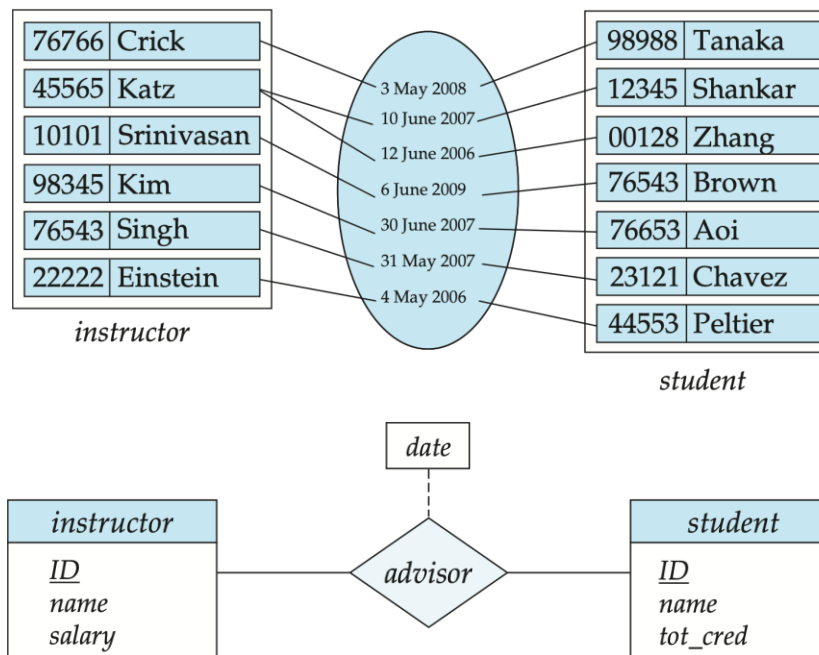 76766 Crick
45565 Katz
10101 Srinivasan
98345 Kim
76543 Singh
22222 Einstein
instructor
3 May 2008
10 June 2007
12 June 2006
6 June 2009
30 June 2007
31 May 2007
4 May 2006
98988 Tanaka
12345 Shankar
00128 Zhang
76543 Brown
76653 Aoi
23121 Chavez
44553 Peltier
student
date
instructor
ID
name
salary
advisor
student
ID
name
tot_cred